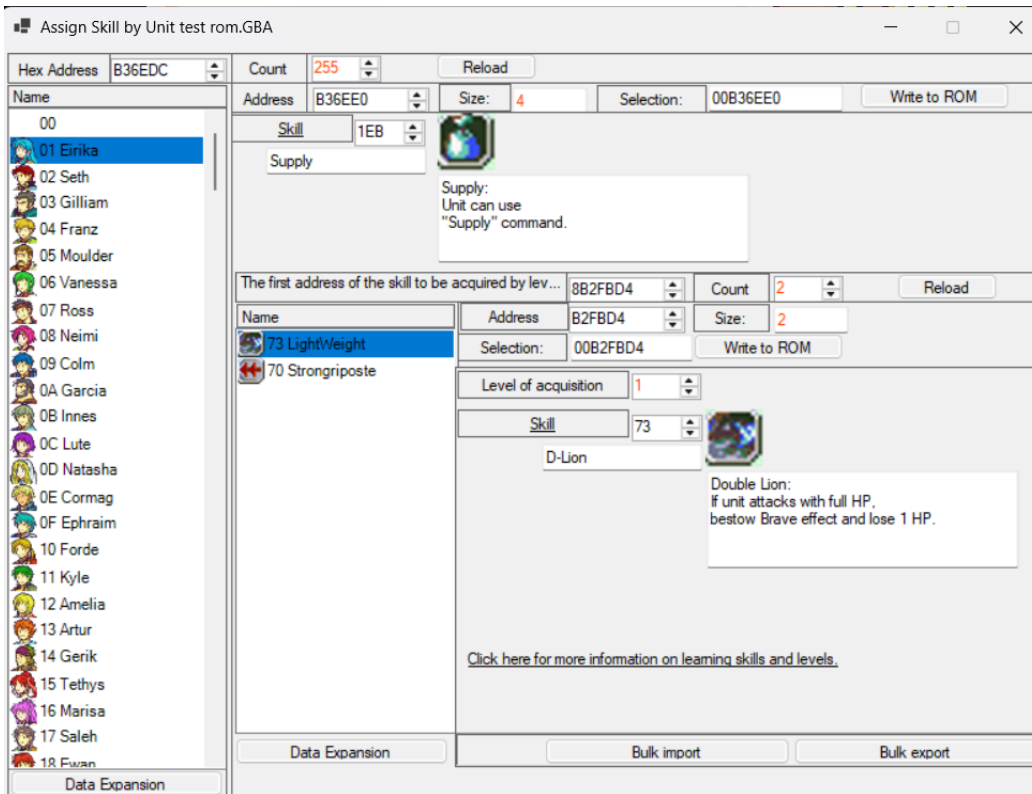 Assign Skill by Unit test rom.GBA
Hex Address B36EDC Count 255 Reload
Name Address B36EE0 Size: 4 Selection: 00B36EE0 Write to ROM
00
01 Eirika
02 Seth
03 Gilliam
04 Franz
05 Moulder
06 Vanessa
07 Ross
08 Neimi
09 Colm
0A Garcia
0B Innes
0C Lute
0D Natasha
0E Cormag
0F Ephraim
10 Forde
11 Kyle
12 Amelia
13 Artur
14 Gerik
15 Tethys
16 Marisa
17 Saleh
18 Ewan
Data Expansion
Skill 1EB
Supply
Supply:
Unit can use
"Supply" command.
The first address of the skill to be acquired by lev... 8B2FBD4 Count 2 Reload
Name Address B2FBD4 Size: 2
73 LightWeight Selection: 00B2FBD4 Write to ROM
70 Strongriposte
Level of acquisition 1
Skill 73
D-Lion
Double Lion:
If unit attacks with full HP,
bestow Brave effect and lose 1 HP.
Click here for more information on learning skills and levels.
Data Expansion Bulk import Bulk export